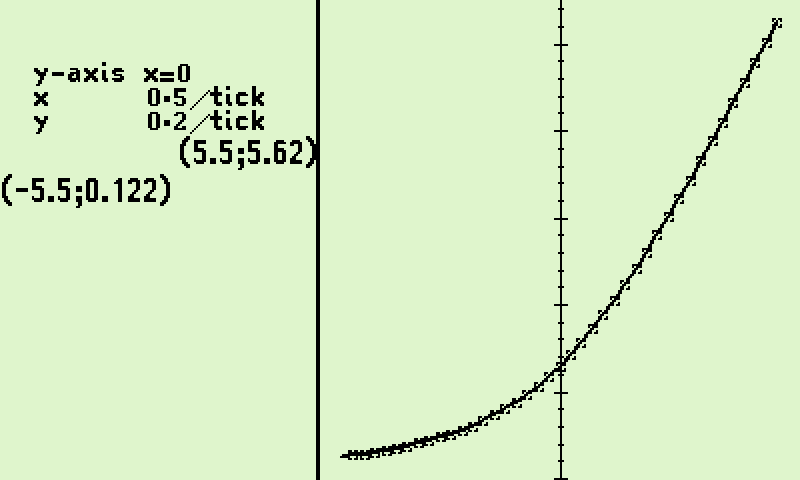 y-axis x=0
x 0.5/tick
y 0.2/tick
(5.5;5.62)
(-5.5;0.122)